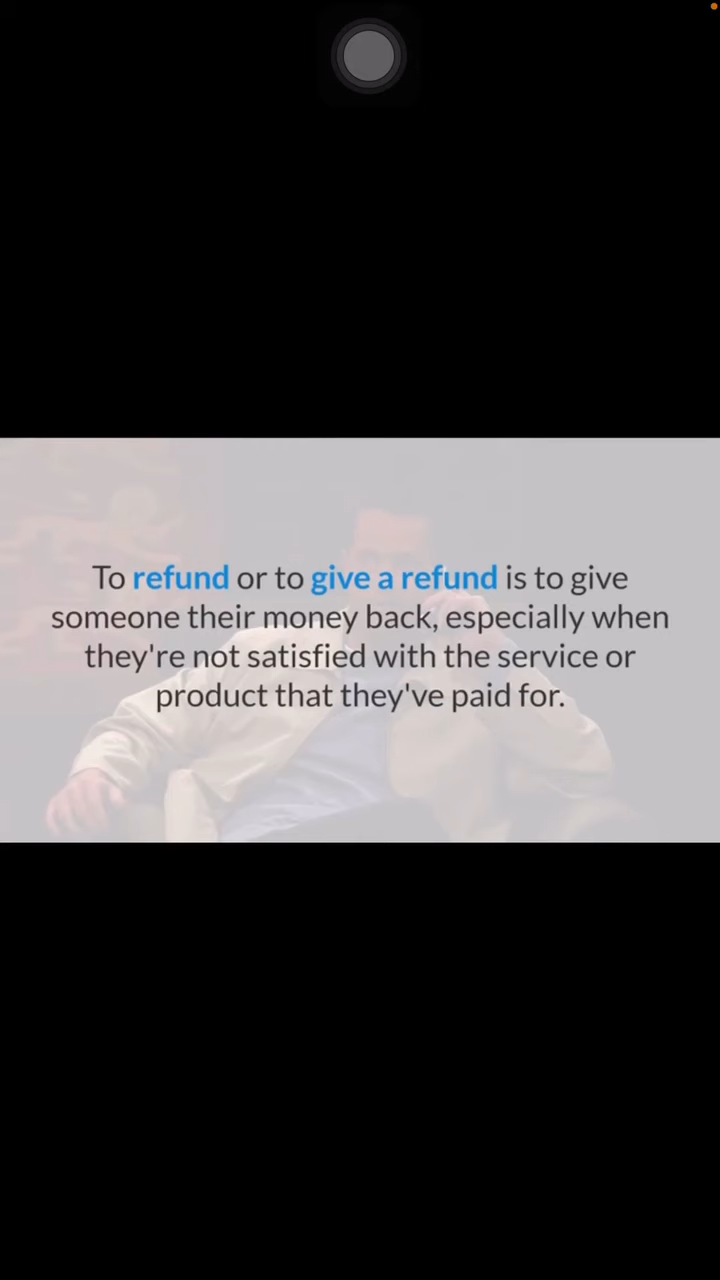 To refund or to give a refund is to give
someone their money back, especially when
they're not satisfied with the service or
product that they've paid for.